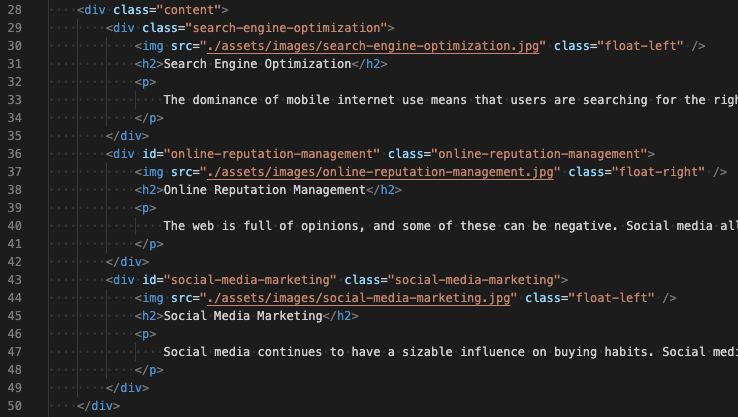 28 <div class="content">
29 <div class="search-engine-optimization">
30 <img src="./assets/images/search-engine-optimization.jpg" class="float-left" />
31 <h2>Search Engine Optimization</h2>
32 <p>
33 The dominance of mobile internet use means that users are searching for the righ
34 </p>
35 </div>
36 <div id="online-reputation-management" class="online-reputation-management">
37 <img src="./assets/images/online-reputation-management.jpg" class="float-right" />
38 <h2>Online Reputation Management</h2>
39 <p>
40 The web is full of opinions, and some of these can be negative. Social media all
41 </p>
42 </div>
43 <div id="social-media-marketing" class="social-media-marketing">
44 <img src="./assets/images/social-media-marketing.jpg" class="float-left" />
45 <h2>Social Media Marketing</h2>
46 <p>
47 Social media continues to have a sizable influence on buying habits. Social medi
48 </p>
49 </div>
50 </div>